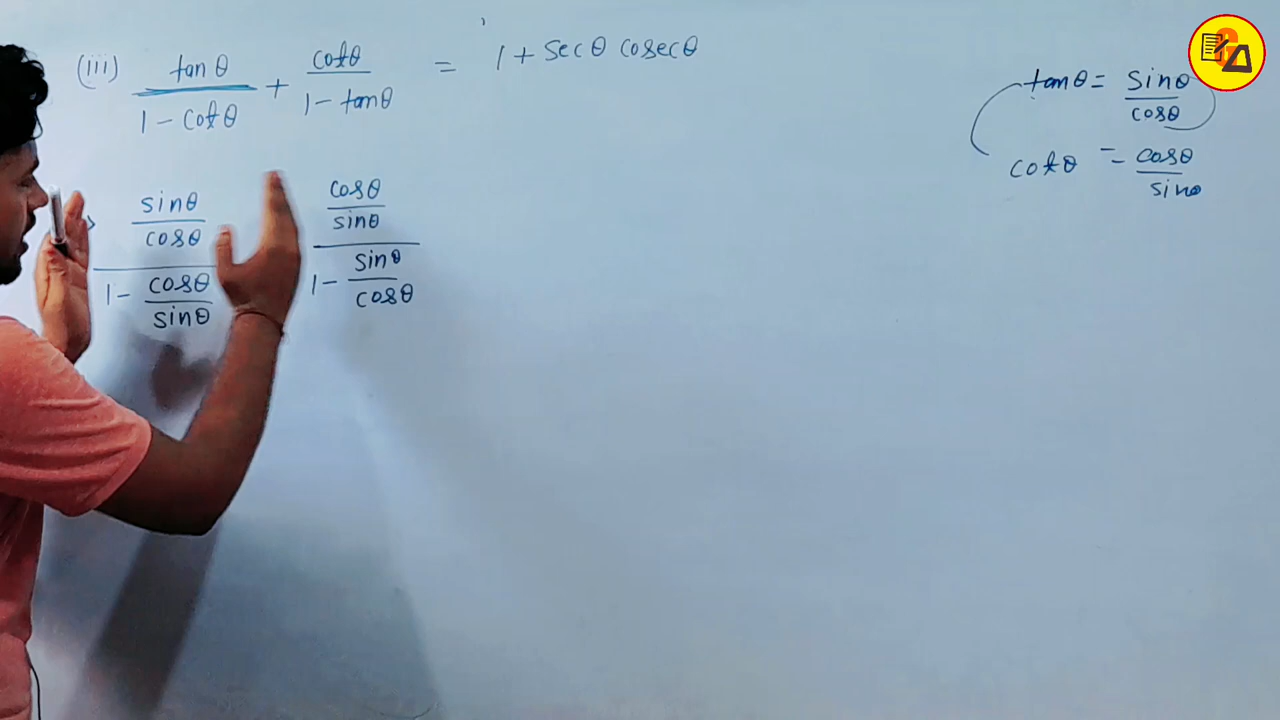 (iii) tanθ / 1 - cotθ + cotθ / 1 - tanθ = 1 + secθ cosecθ
sinθ/cosθ / 1 - cosθ/sinθ   cosθ/sinθ / 1 - sinθ/cosθ
tanθ = sinθ/cosθ
cotθ = cosθ/sinθ